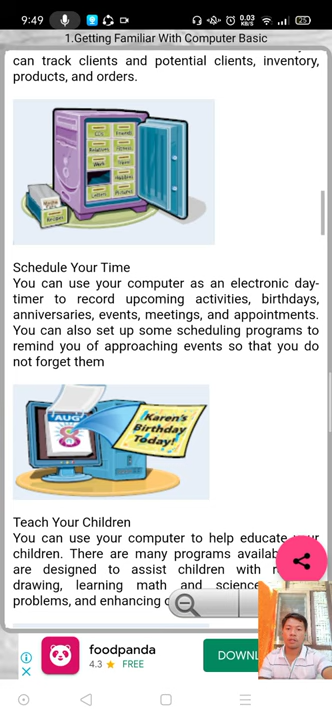 9:49
0.03
KB/S
25
1.Getting Familiar With Computer Basic
can track clients and potential clients, inventory,
products, and orders.
Schedule Your Time
You can use your computer as an electronic day-
timer to record upcoming activities, birthdays,
anniversaries, events, meetings, and appointments.
You can also set up some scheduling programs to
remind you of approaching events so that you do
not forget them
AUG
Karen's
Birthday
Today!
Teach Your Children
You can use your computer to help educate
children. There are many programs
are designed to assist children with
drawing, learning math and science
problems, and enhancing
foodpanda
4.3 ★ FREE
DOWNL